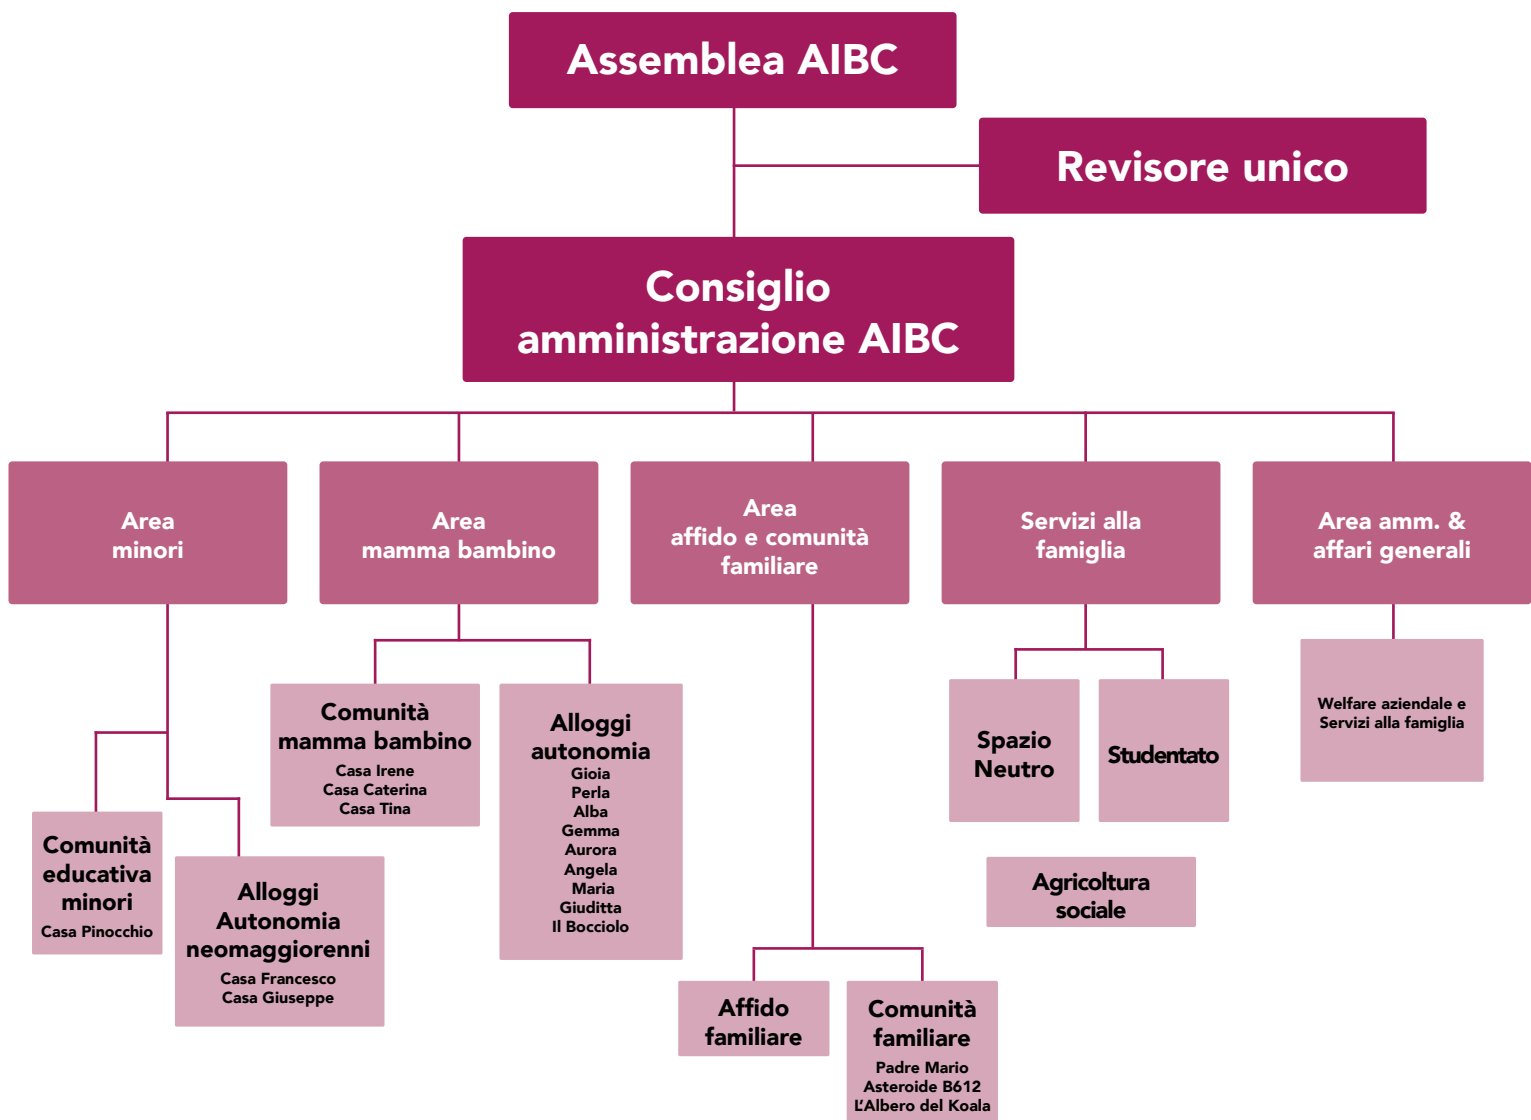 Assemblea AIBC
Revisore unico
Consiglio
amministrazione AIBC
Area
minori
Area
mamma bambino
Area
affido e comunità
familiare
Servizi alla
famiglia
Area amm. &
affari generali
Comunità
educativa
minori
Casa Pinocchio
Alloggi
Autonomia
neomaggiorenni
Casa Francesco
Casa Giuseppe
Comunità
mamma bambino
Casa Irene
Casa Caterina
Casa Tina
Alloggi
autonomia
Gioia
Perla
Alba
Gemma
Aurora
Angela
Maria
Giuditta
Il Bocciolo
Affido
familiare
Comunità
familiare
Padre Mario
Asteroide B612
L'Albero del Koala
Spazio
Neutro
Studentato
Agricoltura
sociale
Welfare aziendale e
Servizi alla famiglia